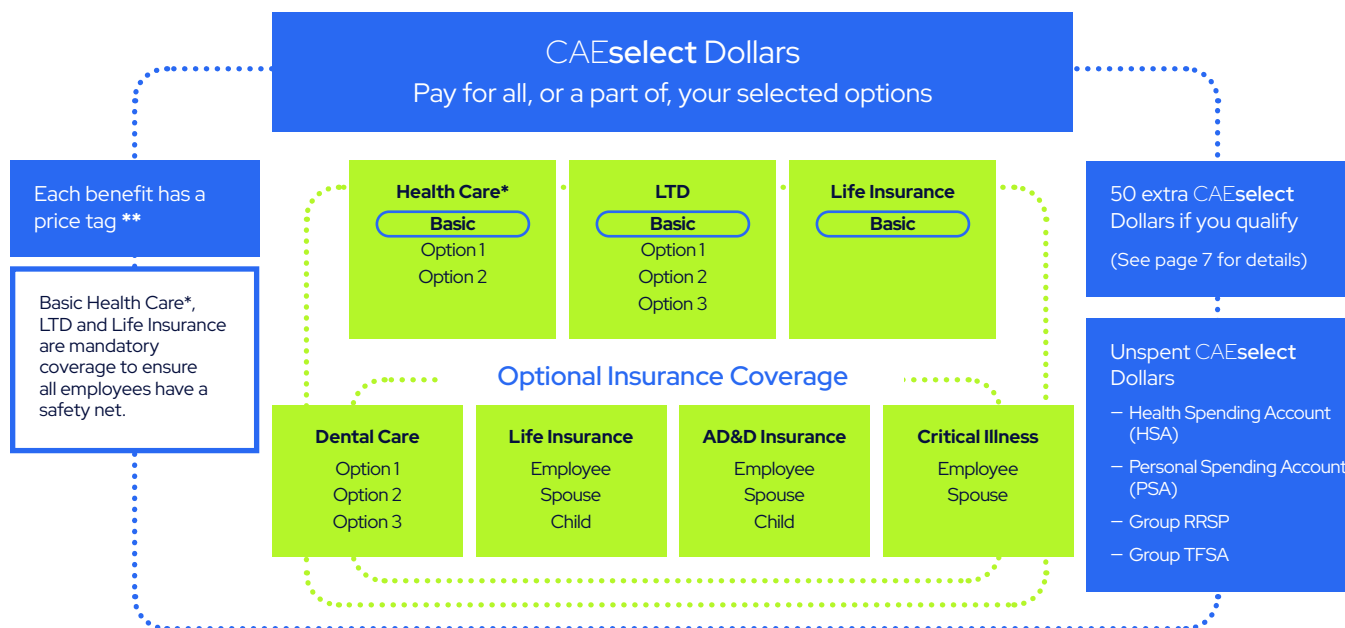 CAEselect Dollars
Pay for all, or a part of, your selected options
Each benefit has a
price tag **
Basic Health Care*,
LTD and Life Insurance
are mandatory
coverage to ensure
all employees have a
safety net.
Health Care*
Basic
Option 1
Option 2
LTD
Basic
Option 1
Option 2
Option 3
Life Insurance
Basic
Optional Insurance Coverage
Dental Care
Option 1
Option 2
Option 3
Life Insurance
Employee
Spouse
Child
AD&D Insurance
Employee
Spouse
Child
Critical Illness
Employee
Spouse
50 extra CAEselect
Dollars if you qualify
(See page 7 for details)
Unspent CAEselect
Dollars
– Health Spending Account
(HSA)
– Personal Spending Account
(PSA)
– Group RRSP
– Group TFSA